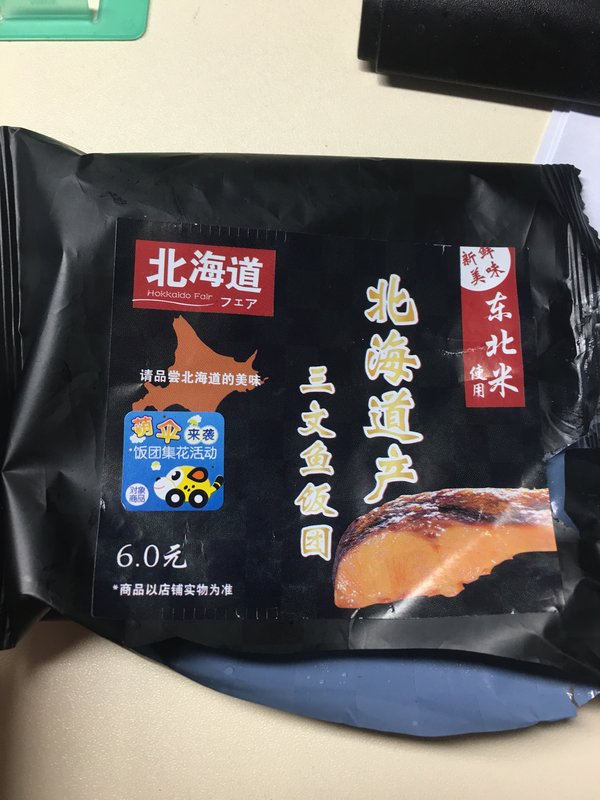 北海道
Hokkaido Fair
フェア
请品尝北海道的美味
萌伞来袭
*饭团集花活动
对象商品
6.0元
*商品以店铺实物为准
北海道产
三文鱼饭团
新鲜美味
东北米
使用